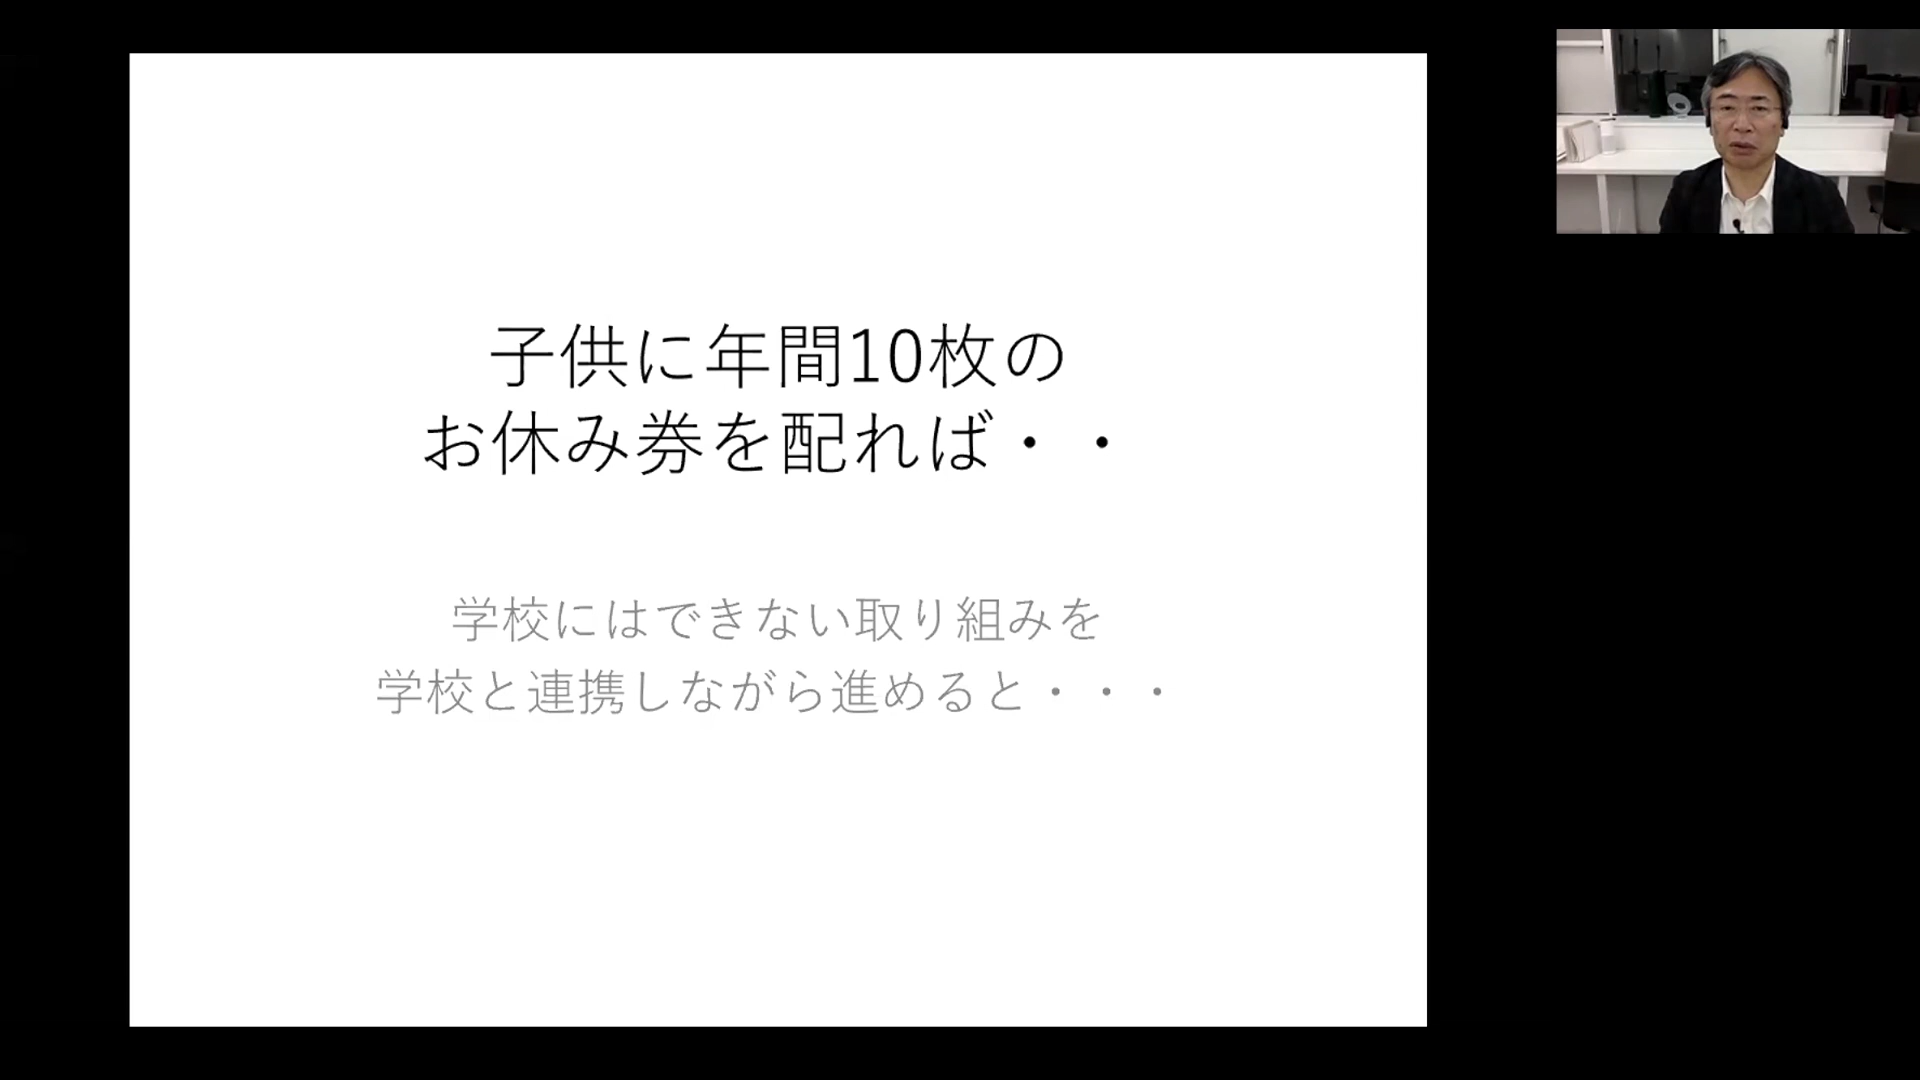 子供に年間10枚の
お休み券を配れば・・
学校にはできない取り組みを
学校と連携しながら進めると・・・